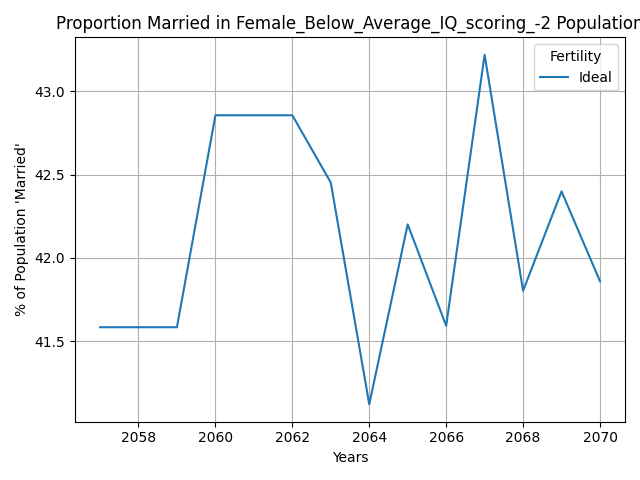 Proportion Married in Female_Below_Average_IQ_scoring_-2 Population
Fertility
Ideal
43.0
42.5
42.0
41.5
% of Population 'Married'
2058 2060 2062 2064 2066 2068 2070
Years